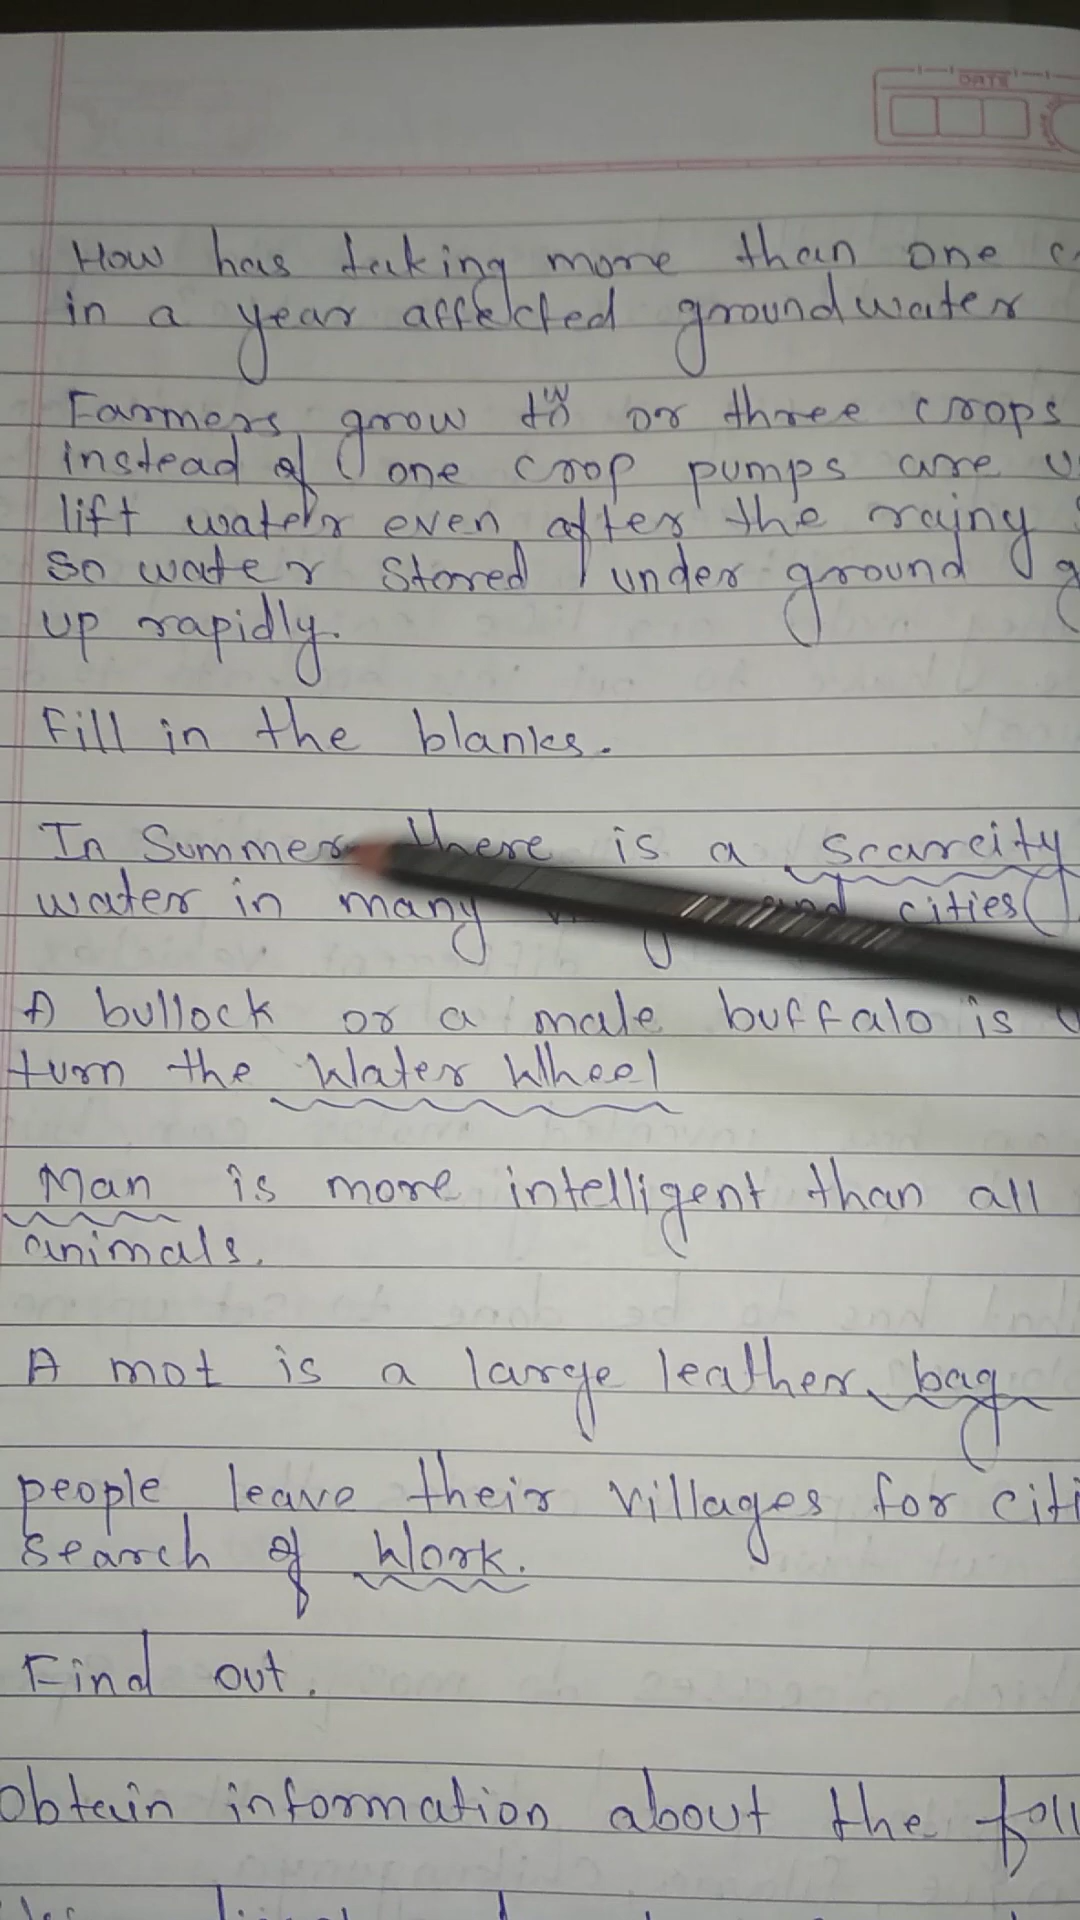 DATE
How has taking more than one
in a year affected groundwater
Farmers grow two or three crops
instead of one crop pumps are
lift water even after the rainy
so water stored under ground
up rapidly.
Fill in the blanks.
In Summer there is a scarcity
water in many and cities
A bullock or a male buffalo is
turn the Water Wheel
Man is more intelligent than all
animals.
A mot is a large leather bag
people leave their villages for
search of Work.
Find out.
obtain information about the